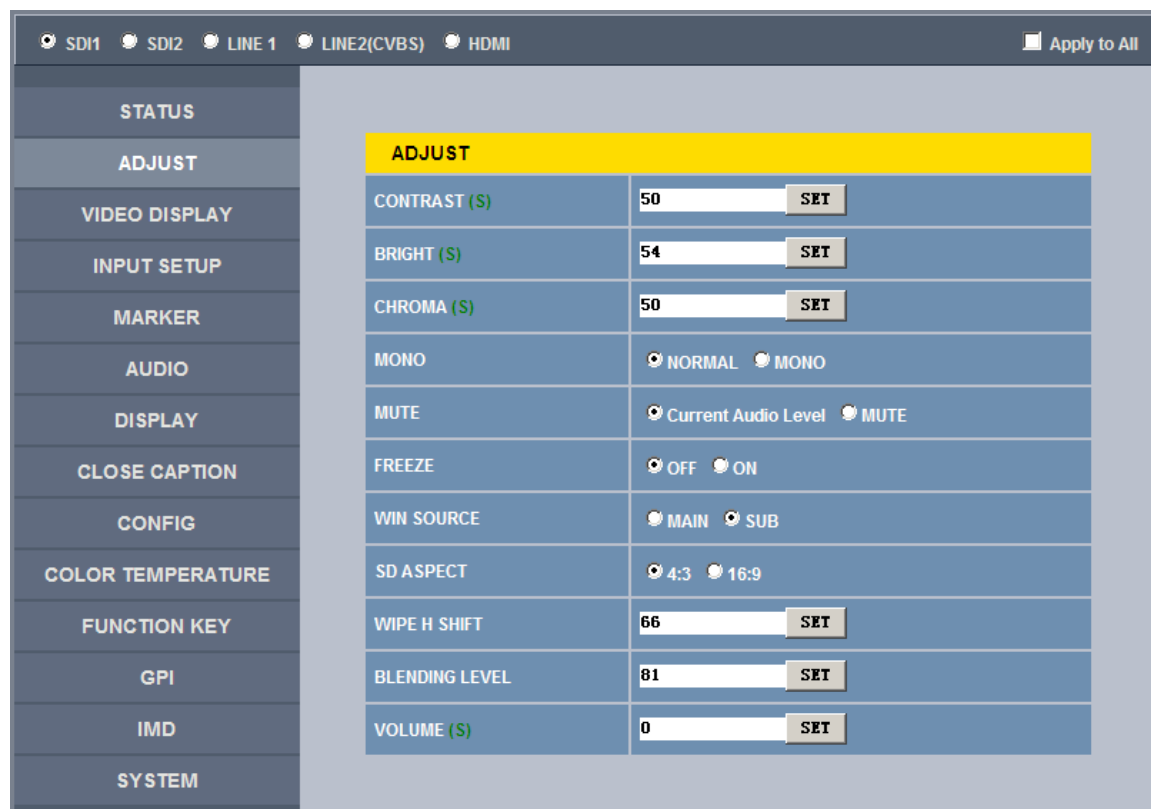 SDI1 SDI2 LINE 1 LINE2(CVBS) HDMI Apply to All
STATUS
ADJUST
VIDEO DISPLAY
INPUT SETUP
MARKER
AUDIO
DISPLAY
CLOSE CAPTION
CONFIG
COLOR TEMPERATURE
FUNCTION KEY
GPI
IMD
SYSTEM
ADJUST
CONTRAST (S) 50 SET
BRIGHT (S) 54 SET
CHROMA (S) 50 SET
MONO NORMAL MONO
MUTE Current Audio Level MUTE
FREEZE OFF ON
WIN SOURCE MAIN SUB
SD ASPECT 4:3 16:9
WIPE H SHIFT 66 SET
BLENDING LEVEL 81 SET
VOLUME (S) 0 SET